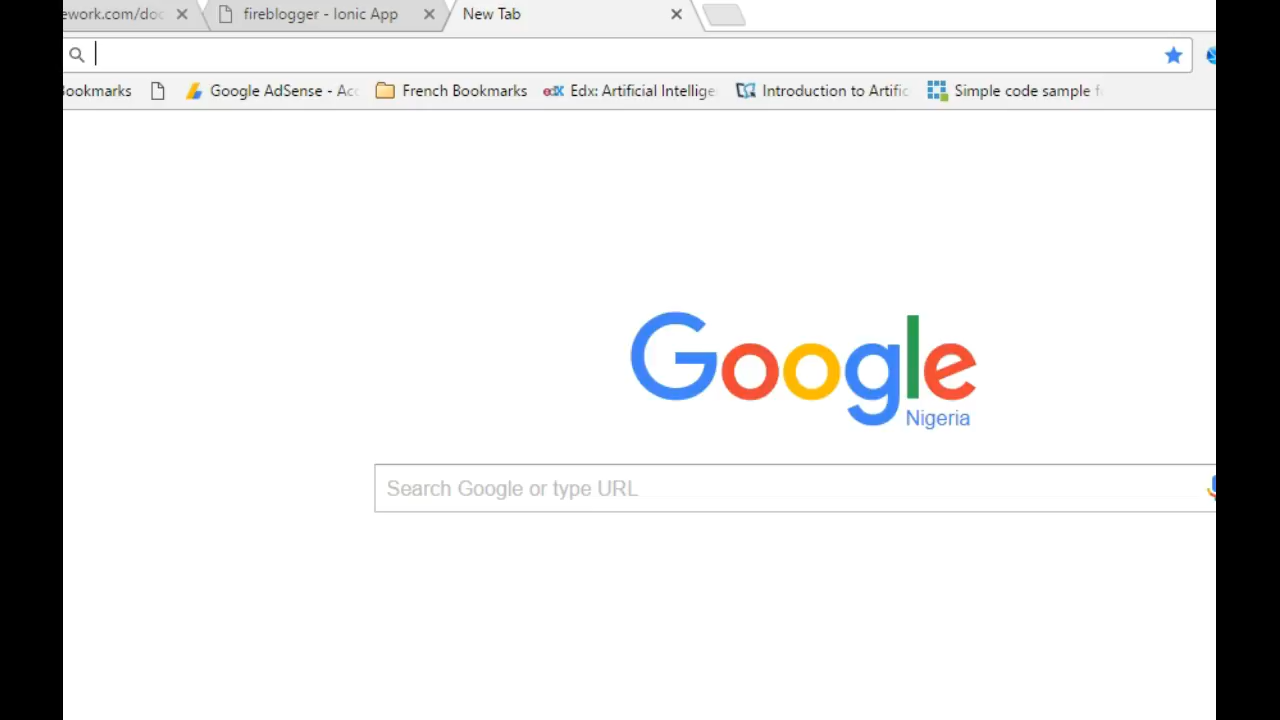 ework.com/doc fireblogger - Ionic App New Tab
ookmarks Google AdSense - Acc French Bookmarks edX Edx: Artificial Intellige Introduction to Artific Simple code sample f
Google
Nigeria
Search Google or type URL